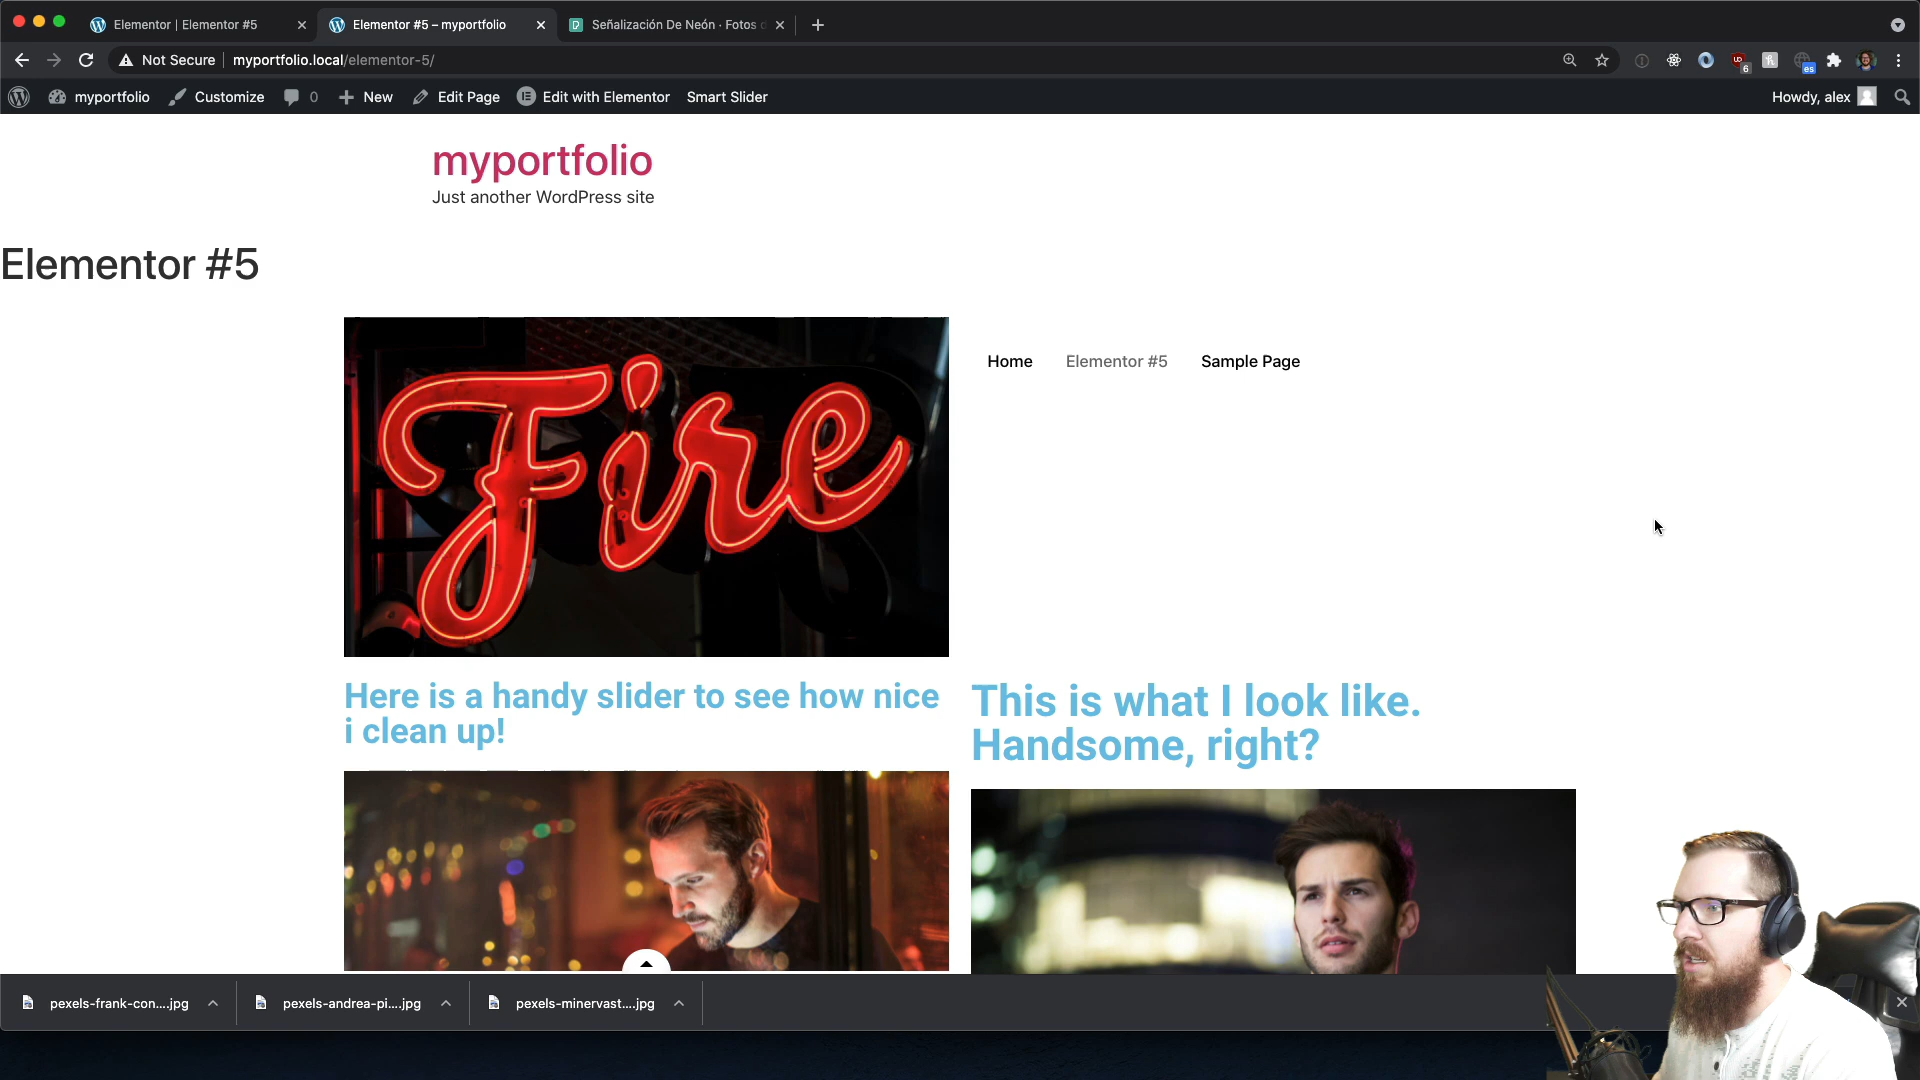 Elementor | Elementor #5
Elementor #5 – myportfolio
Señalización De Neón · Fotos
Not Secure
myportfolio.local/elementor-5/
6
es
myportfolio
Customize
0
New
Edit Page
Edit with Elementor
Smart Slider
Howdy, alex
myportfolio
Just another WordPress site
Elementor #5
Fire
Home
Elementor #5
Sample Page
Here is a handy slider to see how nice
i clean up!
This is what I look like.
Handsome, right?
pexels-frank-con....jpg
pexels-andrea-pi....jpg
pexels-minervast....jpg